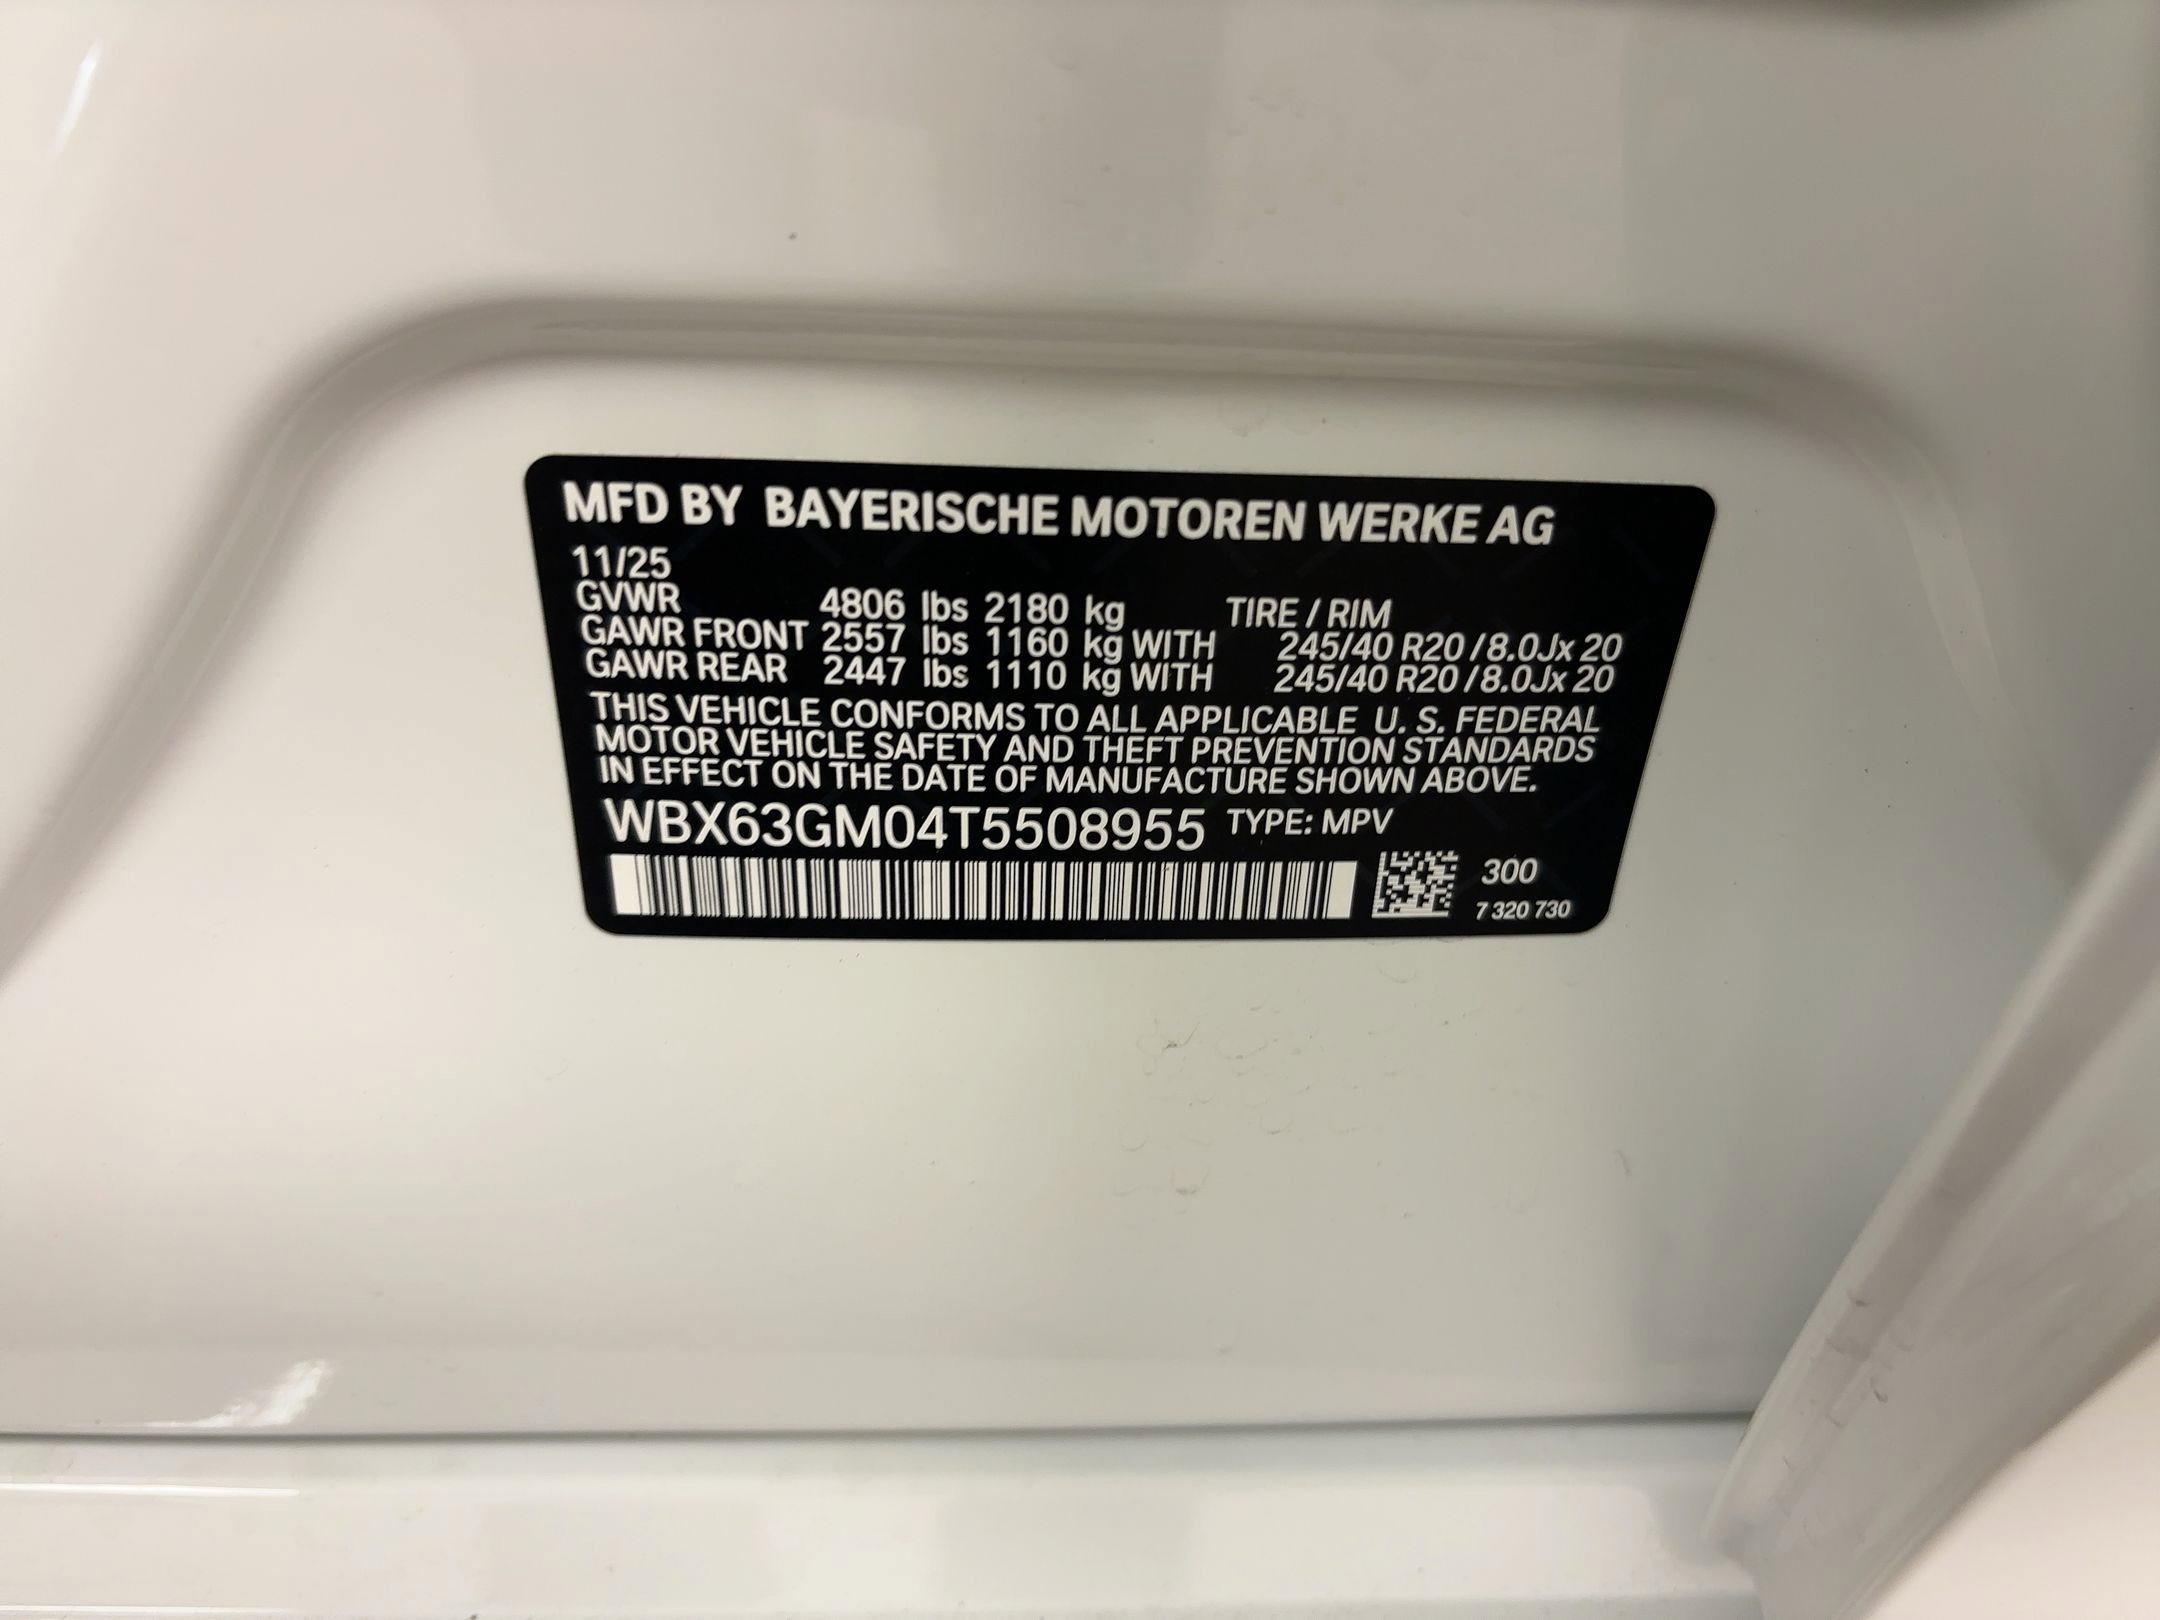 MFD BY BAYERISCHE MOTOREN WERKE AG
11/25
GVWR 4806 lbs 2180 kg TIRE / RIM
GAWR FRONT 2557 lbs 1160 kg WITH 245/40 R20 / 8.0Jx 20
GAWR REAR 2447 lbs 1110 kg WITH 245/40 R20 / 8.0Jx 20
THIS VEHICLE CONFORMS TO ALL APPLICABLE U. S. FEDERAL
MOTOR VEHICLE SAFETY AND THEFT PREVENTION STANDARDS
IN EFFECT ON THE DATE OF MANUFACTURE SHOWN ABOVE.
WBX63GM04T5508955 TYPE: MPV
300
7 320 730